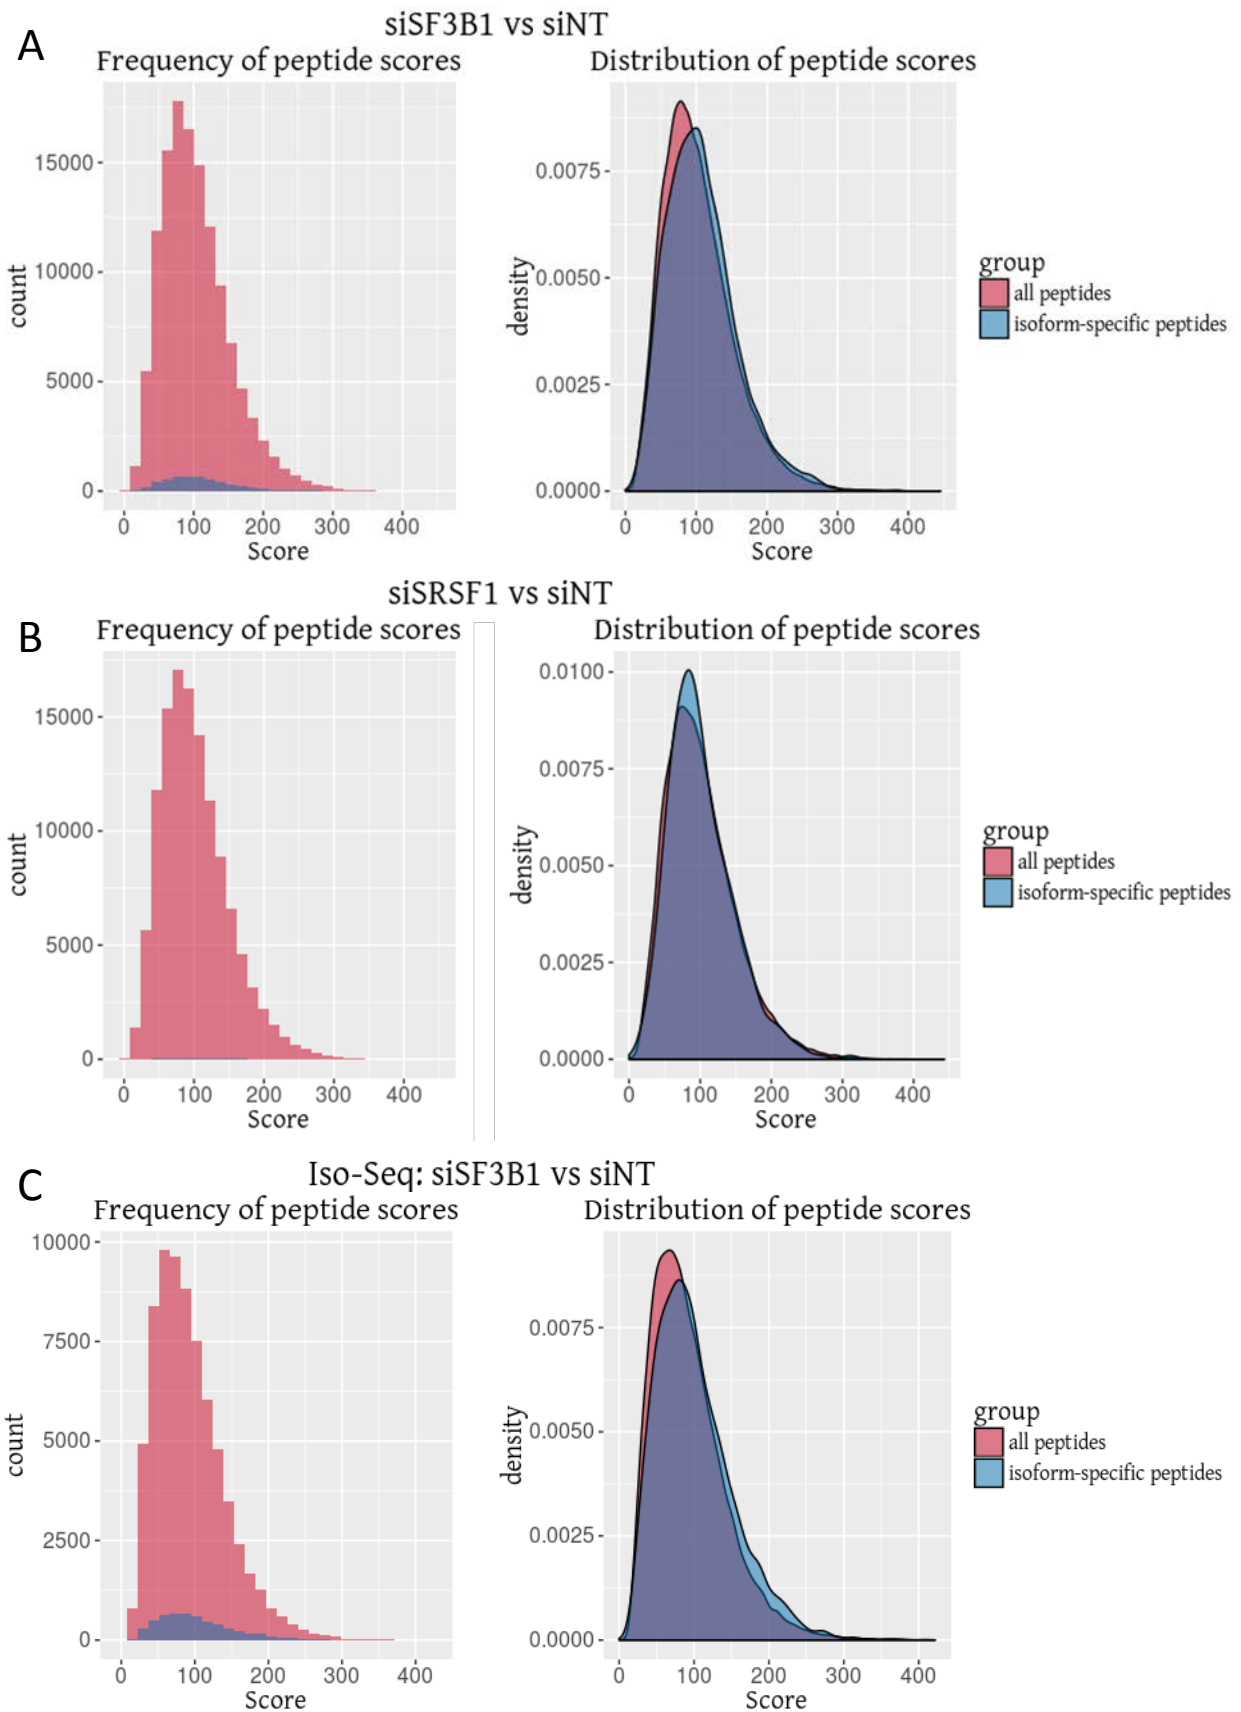 A
siSF3B1 vs siNT
Frequency of peptide scores
Distribution of peptide scores
count
15000
10000
5000
0
0 100 200 300 400
Score
density
0.0075
0.0050
0.0025
0.0000
0 100 200 300 400
Score
group
all peptides
isoform-specific peptides
B
siSRSF1 vs siNT
Frequency of peptide scores
Distribution of peptide scores
count
15000
10000
5000
0
0 100 200 300 400
Score
density
0.0100
0.0075
0.0050
0.0025
0.0000
0 100 200 300 400
Score
group
all peptides
isoform-specific peptides
C
Iso-Seq: siSF3B1 vs siNT
Frequency of peptide scores
Distribution of peptide scores
count
10000
7500
5000
2500
0
0 100 200 300 400
Score
density
0.0075
0.0050
0.0025
0.0000
0 100 200 300 400
Score
group
all peptides
isoform-specific peptides